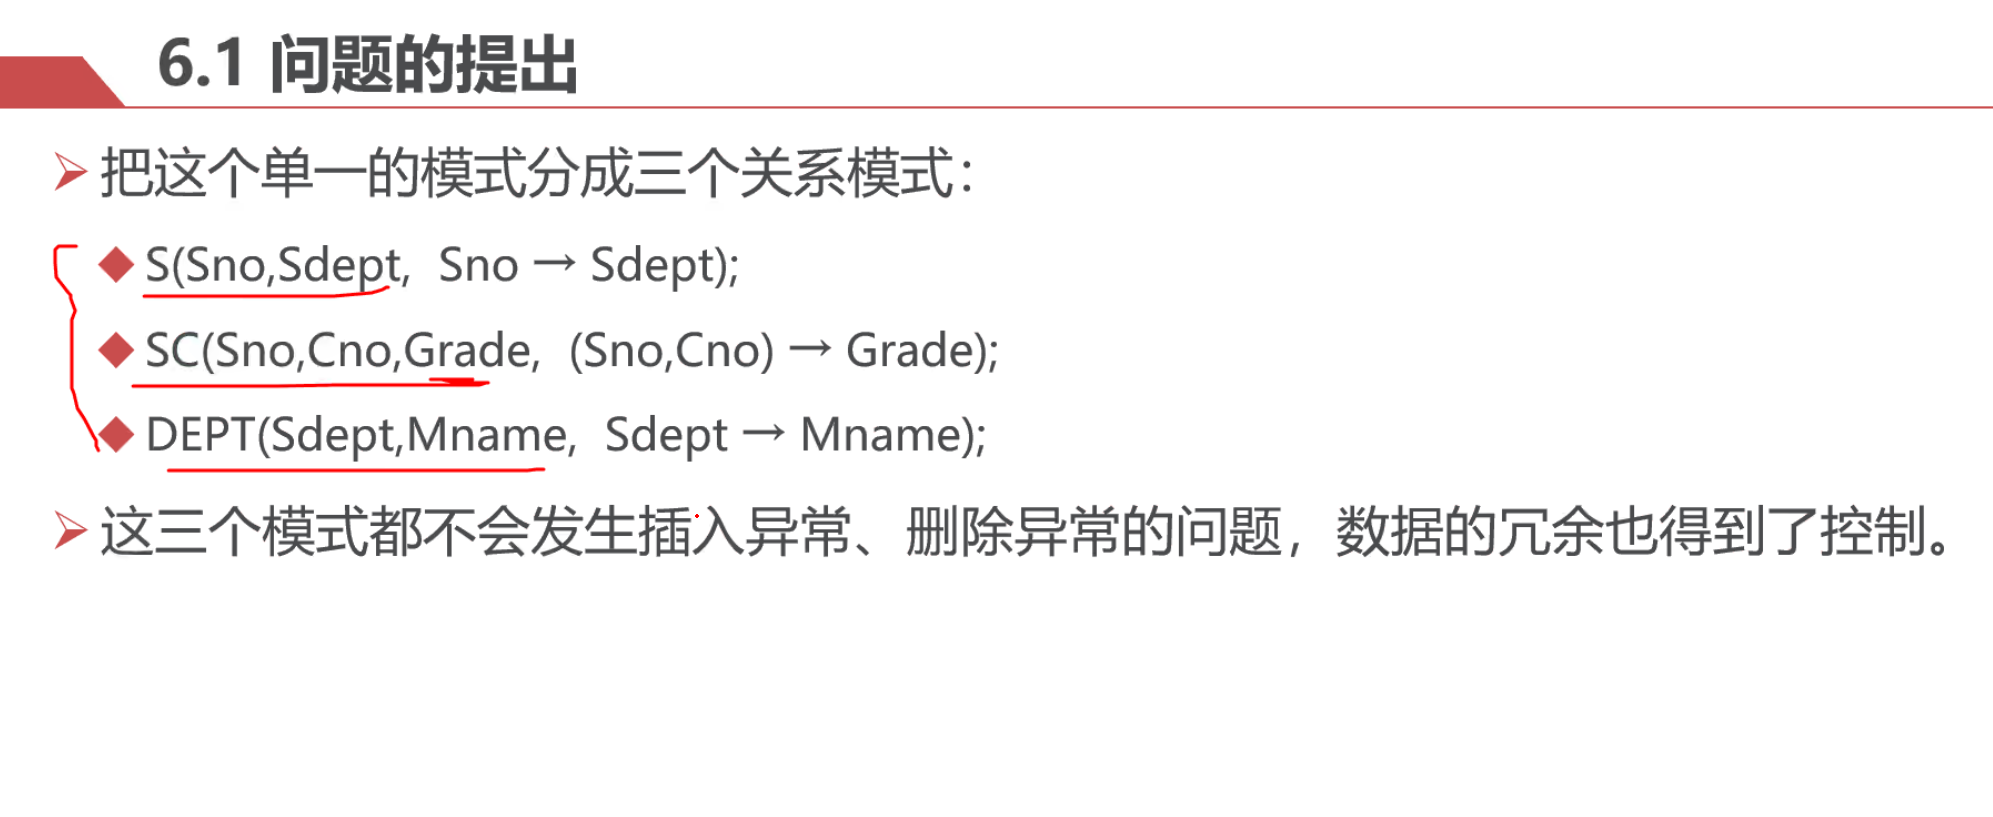 6.1 问题的提出
把这个单一的模式分成三个关系模式：
S(Sno,Sdept, Sno → Sdept);
SC(Sno,Cno,Grade, (Sno,Cno) → Grade);
DEPT(Sdept,Mname, Sdept → Mname);
这三个模式都不会发生插入异常、删除异常的问题，数据的冗余也得到了控制。